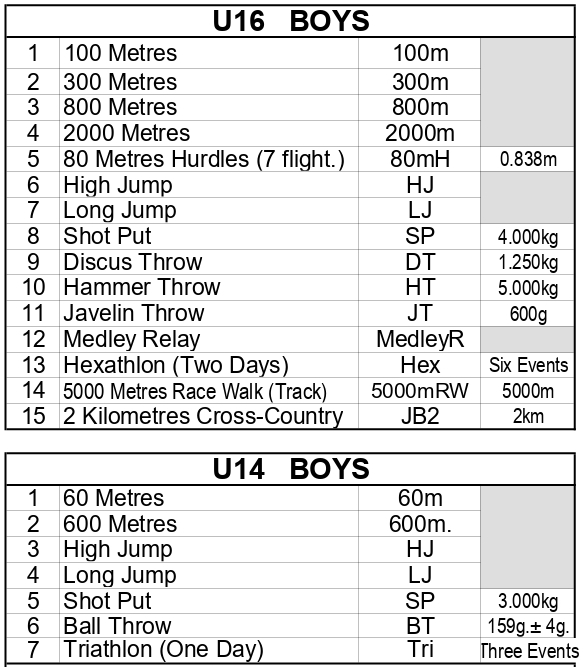 U16 BOYS
1 100 Metres 100m
2 300 Metres 300m
3 800 Metres 800m
4 2000 Metres 2000m
5 80 Metres Hurdles (7 flight.) 80mH 0.838m
6 High Jump HJ
7 Long Jump LJ
8 Shot Put SP 4.000kg
9 Discus Throw DT 1.250kg
10 Hammer Throw HT 5.000kg
11 Javelin Throw JT 600g
12 Medley Relay MedleyR
13 Hexathlon (Two Days) Hex Six Events
14 5000 Metres Race Walk (Track) 5000mRW 5000m
15 2 Kilometres Cross-Country JB2 2km
U14 BOYS
1 60 Metres 60m
2 600 Metres 600m.
3 High Jump HJ
4 Long Jump LJ
5 Shot Put SP 3.000kg
6 Ball Throw BT 159g.± 4g.
7 Triathlon (One Day) Tri Three Events